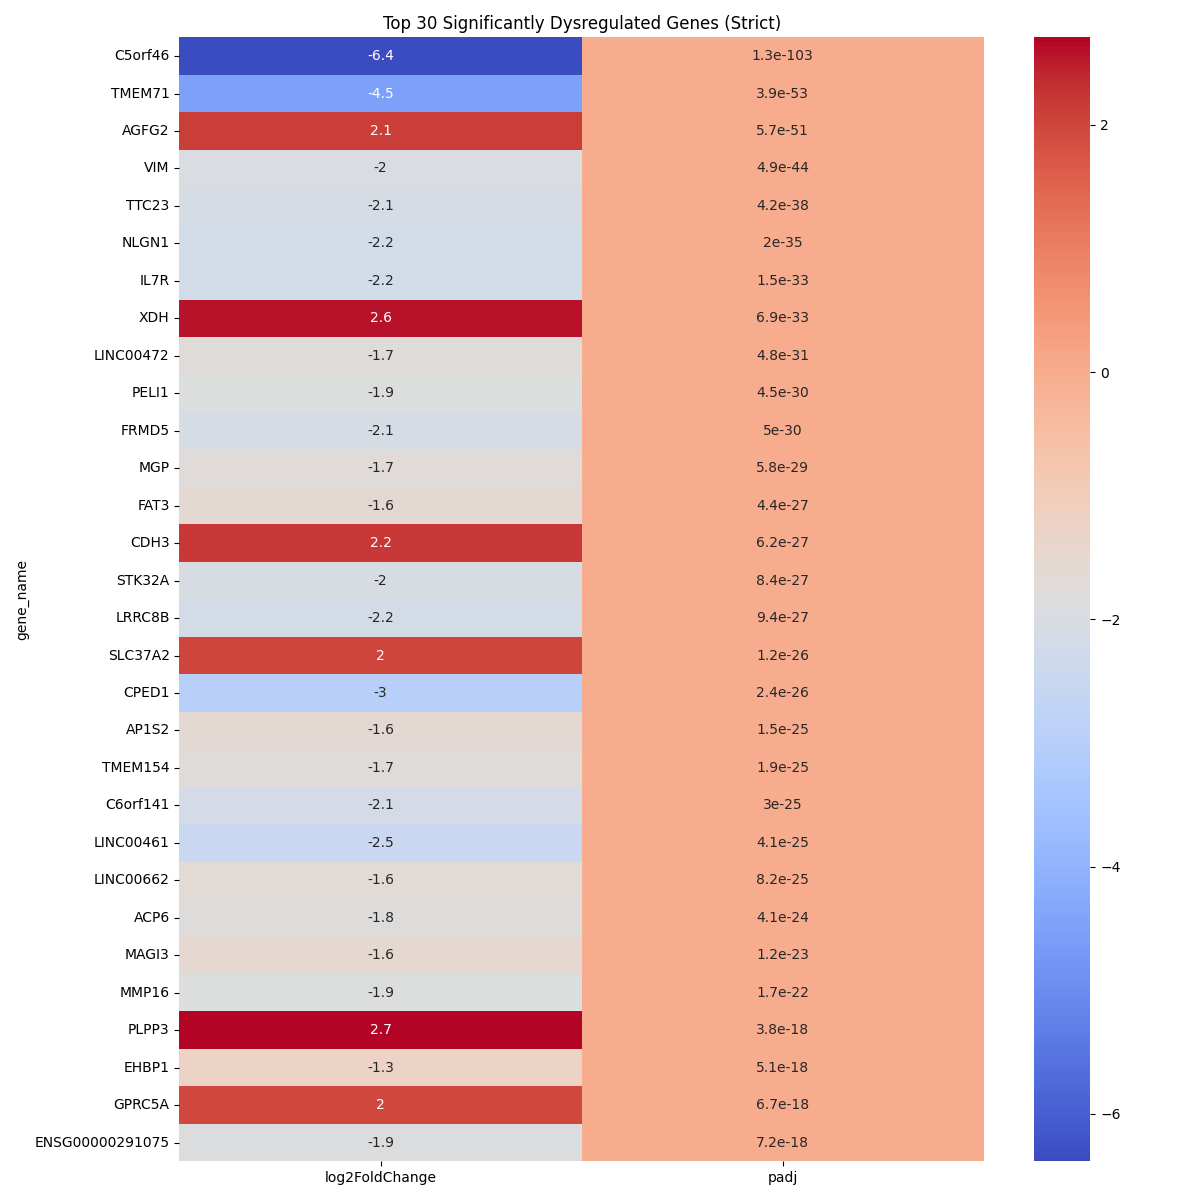 Top 30 Significantly Dysregulated Genes (Strict)
C5orf46 -6.4 1.3e-103
TMEM71 -4.5 3.9e-53
AGFG2 2.1 5.7e-51
VIM -2 4.9e-44
TTC23 -2.1 4.2e-38
NLGN1 -2.2 2e-35
IL7R -2.2 1.5e-33
XDH 2.6 6.9e-33
LINC00472 -1.7 4.8e-31
PELI1 -1.9 4.5e-30
FRMD5 -2.1 5e-30
MGP -1.7 5.8e-29
FAT3 -1.6 4.4e-27
CDH3 2.2 6.2e-27
STK32A -2 8.4e-27
LRRC8B -2.2 9.4e-27
SLC37A2 2 1.2e-26
CPED1 -3 2.4e-26
AP1S2 -1.6 1.5e-25
TMEM154 -1.7 1.9e-25
C6orf141 -2.1 3e-25
LINC00461 -2.5 4.1e-25
LINC00662 -1.6 8.2e-25
ACP6 -1.8 4.1e-24
MAGI3 -1.6 1.2e-23
MMP16 -1.9 1.7e-22
PLPP3 2.7 3.8e-18
EHBP1 -1.3 5.1e-18
GPRC5A 2 6.7e-18
ENSG00000291075 -1.9 7.2e-18
log2FoldChange padj
gene_name
2
0
−2
−4
−6